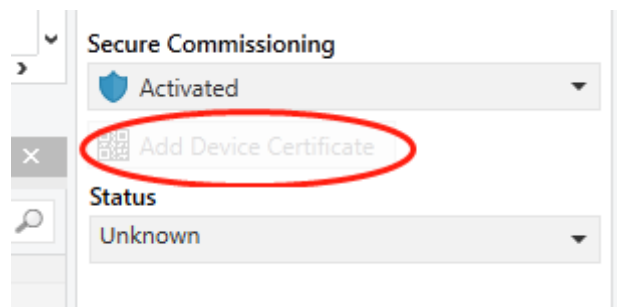 Secure Commissioning
Activated
Add Device Certificate
Status
Unknown